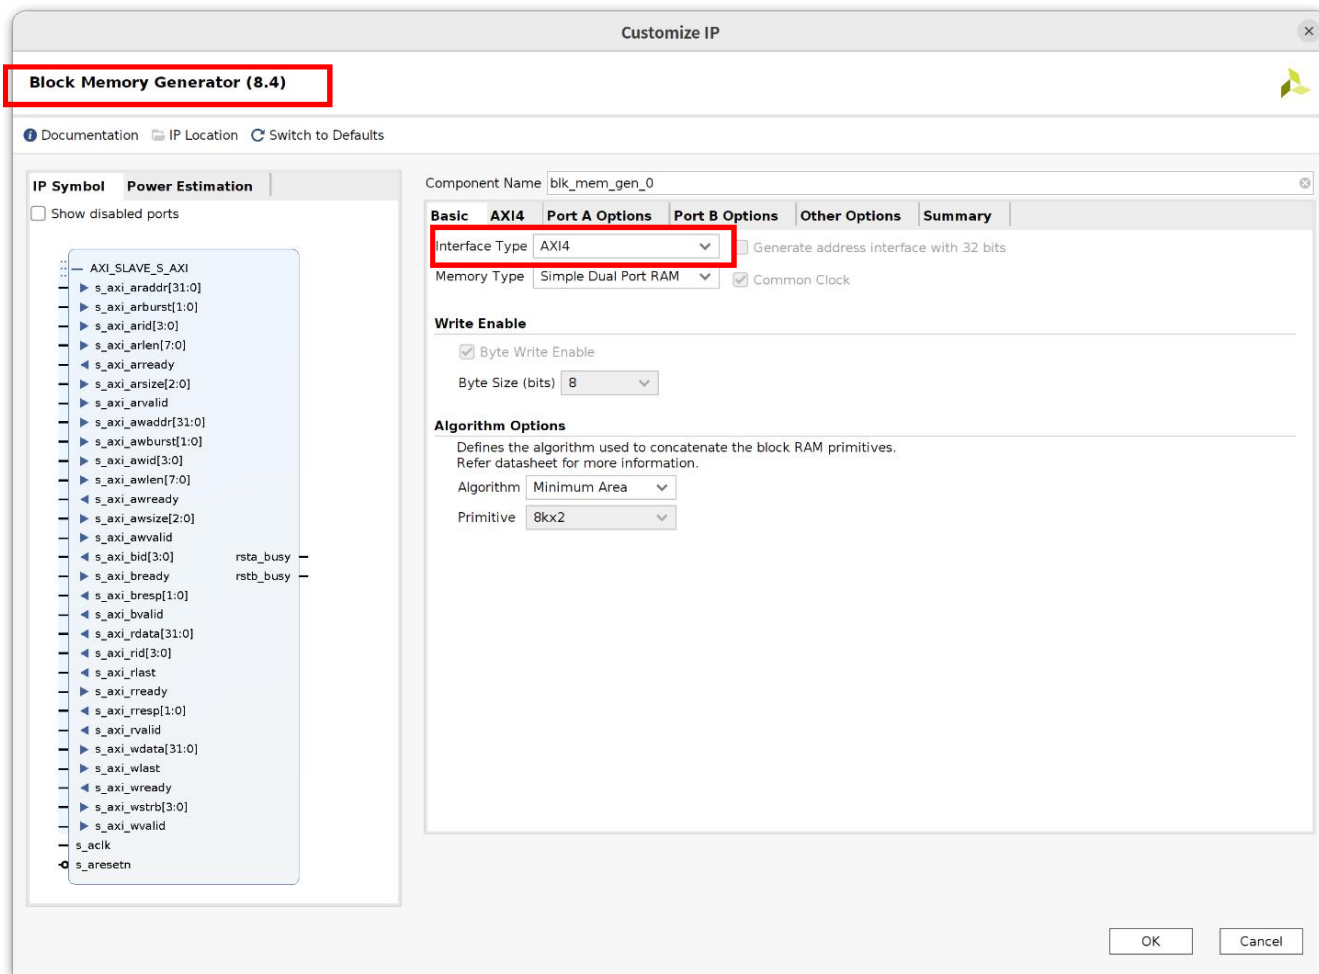 Customize IP
Block Memory Generator (8.4)
Documentation IP Location Switch to Defaults
IP Symbol Power Estimation
Show disabled ports
AXI_SLAVE_S_AXI
s_axi_araddr[31:0]
s_axi_arburst[1:0]
s_axi_arid[3:0]
s_axi_arlen[7:0]
s_axi_arready
s_axi_arsize[2:0]
s_axi_arvalid
s_axi_awaddr[31:0]
s_axi_awburst[1:0]
s_axi_awid[3:0]
s_axi_awlen[7:0]
s_axi_awready
s_axi_awsize[2:0]
s_axi_awvalid
s_axi_bid[3:0] rsta_busy
s_axi_bready rstb_busy
s_axi_bresp[1:0]
s_axi_bvalid
s_axi_rdata[31:0]
s_axi_rid[3:0]
s_axi_rlast
s_axi_rready
s_axi_rresp[1:0]
s_axi_rvalid
s_axi_wdata[31:0]
s_axi_wlast
s_axi_wready
s_axi_wstrb[3:0]
s_axi_wvalid
s_aclk
s_aresetn
Component Name blk_mem_gen_0
Basic AXI4 Port A Options Port B Options Other Options Summary
Interface Type AXI4 Generate address interface with 32 bits
Memory Type Simple Dual Port RAM Common Clock
Write Enable
Byte Write Enable
Byte Size (bits) 8
Algorithm Options
Defines the algorithm used to concatenate the block RAM primitives.
Refer datasheet for more information.
Algorithm Minimum Area
Primitive 8kx2
OK Cancel